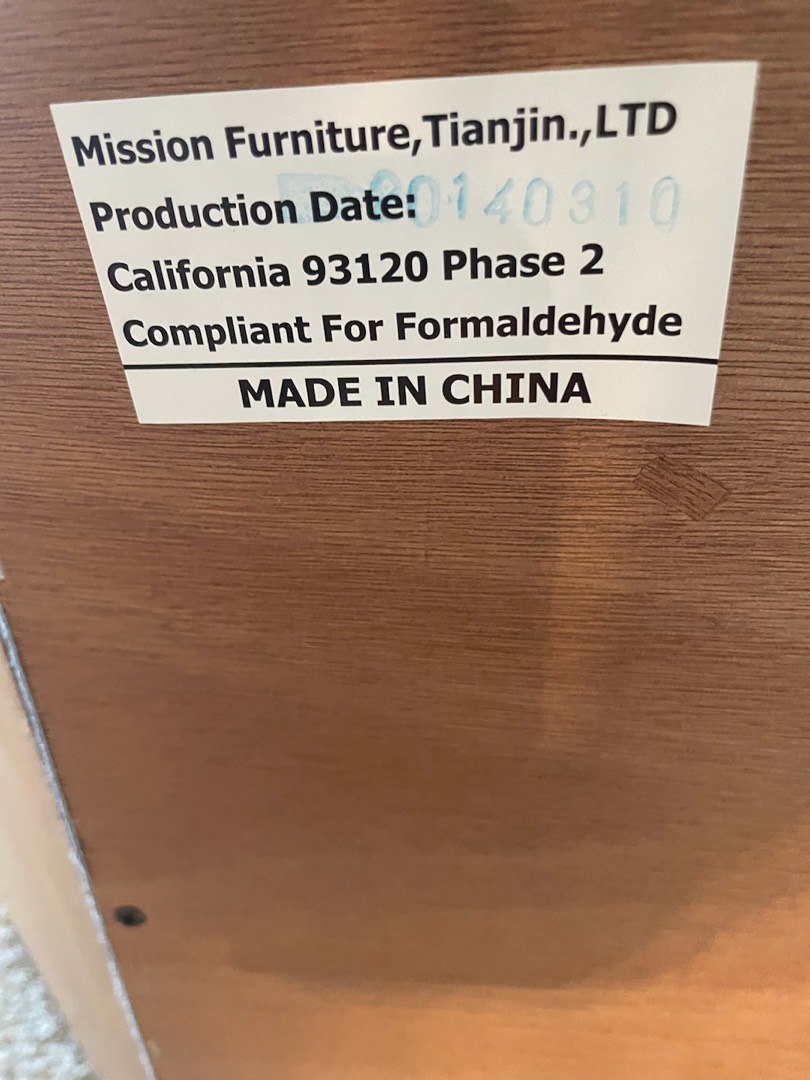 Mission Furniture,Tianjin.,LTD
Production Date: 20140310
California 93120 Phase 2
Compliant For Formaldehyde
MADE IN CHINA